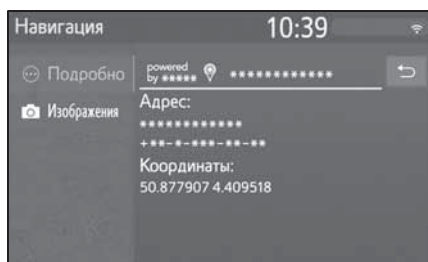 Навигация 10:39
Подробно
Изображения
powered
by ***** ************
Адрес:
************
+**-*-***-**-**
Координаты:
50.877907 4.409518